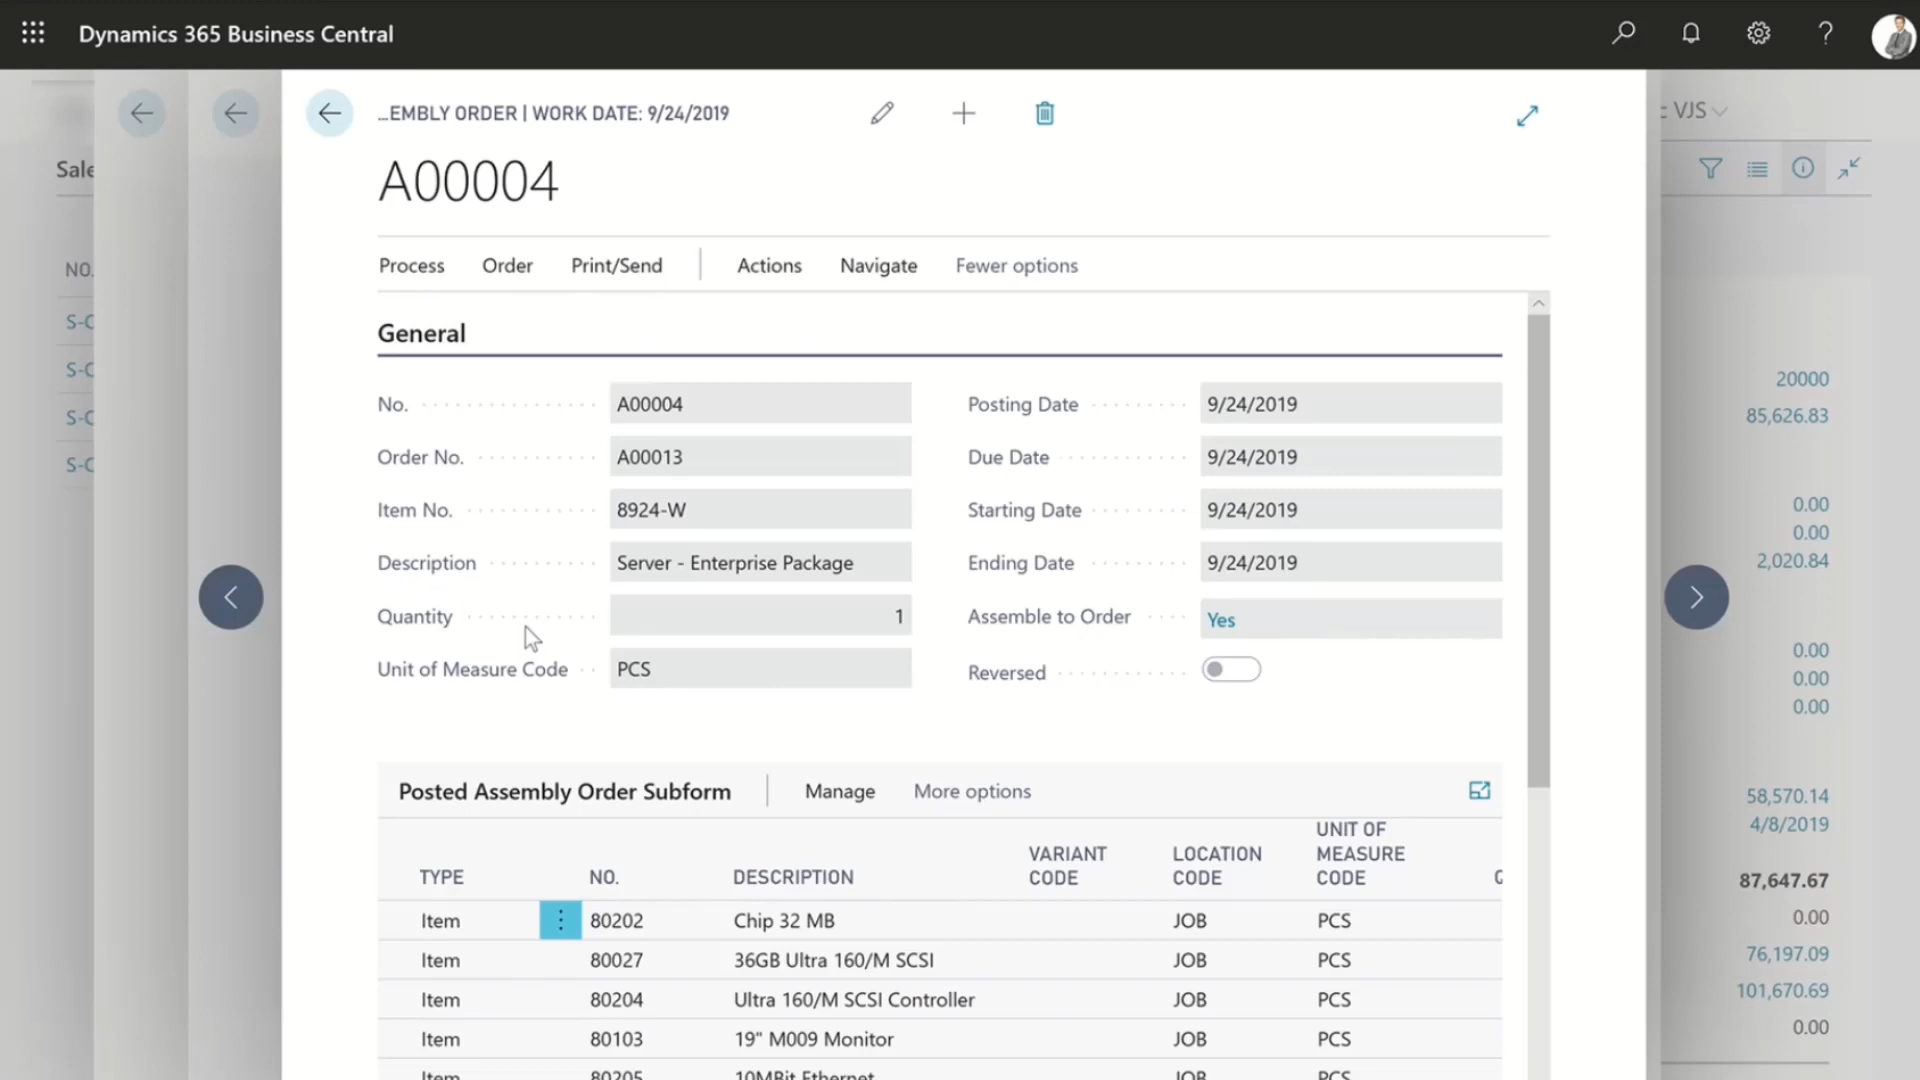 Dynamics 365 Business Central
...EMBLY ORDER | WORK DATE: 9/24/2019
: VJS
A00004
Sale
Process Order Print/Send Actions Navigate Fewer options
NO.
General
S-C
S-C
S-C
S-C
No. A00004
Order No. A00013
Item No. 8924-W
Description Server - Enterprise Package
Quantity 1
Unit of Measure Code PCS
Posting Date 9/24/2019
Due Date 9/24/2019
Starting Date 9/24/2019
Ending Date 9/24/2019
Assemble to Order Yes
Reversed
20000
85,626.83
0.00
0.00
2,020.84
0.00
0.00
0.00
58,570.14
4/8/2019
87,647.67
0.00
76,197.09
101,670.69
0.00
Posted Assembly Order Subform Manage More options
TYPE NO. DESCRIPTION VARIANT CODE LOCATION CODE UNIT OF MEASURE CODE
Item 80202 Chip 32 MB JOB PCS
Item 80027 36GB Ultra 160/M SCSI JOB PCS
Item 80204 Ultra 160/M SCSI Controller JOB PCS
Item 80103 19" M009 Monitor JOB PCS
Item 80205 10MBit Ethernet JOB PCS